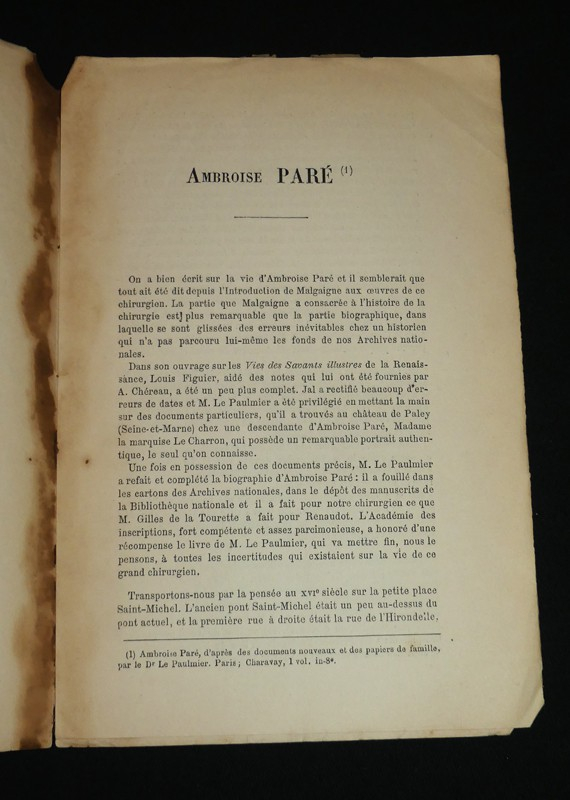 AMBROISE PARÉ (1)
On a bien écrit sur la vie d'Ambroise Paré et il semblerait que
tout ait été dit depuis l'Introduction de Malgaigne aux œuvres de ce
chirurgien. La partie que Malgaigne a consacrée à l'histoire de la
chirurgie est plus remarquable que la partie biographique, dans
laquelle se sont glissées des erreurs inévitables chez un historien
qui n'a pas parcouru lui-même les fonds de nos Archives natio-
nales.
Dans son ouvrage sur les Vies des Savants illustres de la Renais-
sance, Louis Figuier, aidé des notes qui lui ont été fournies par
A. Chéreau, a été un peu plus complet. Jal a rectifié beaucoup d'er-
reurs de dates et M. Le Paulmier a été privilégié en mettant la main
sur des documents particuliers, qu'il a trouvés au château de Paley
(Seine-et-Marne) chez une descendante d'Ambroise Paré, Madame
la marquise Le Charron, qui possède un remarquable portrait authen-
tique, le seul qu'on connaisse.
Une fois en possession de ces documents précis, M. Le Paulmier
a refait et complété la biographie d'Ambroise Paré : il a fouillé dans
les cartons des Archives nationales, dans le dépôt des manuscrits de
la Bibliothèque nationale et il a fait pour notre chirurgien ce que
M. Gilles de la Tourette a fait pour Renaudot. L'Académie des
inscriptions, fort compétente et assez parcimonieuse, a honoré d'une
récompense le livre de M. Le Paulmier, qui va mettre fin, nous le
pensons, à toutes les incertitudes qui existaient sur la vie de ce
grand chirurgien.
Transportons-nous par la pensée au XVIe siècle sur la petite place
Saint-Michel. L'ancien pont Saint-Michel était un peu au-dessus du
pont actuel, et la première rue à droite était la rue de l'Hirondelle.
(1) Ambroise Paré, d'après des documents nouveaux et des papiers de famille,
par le Dr Le Paulmier. Paris ; Charavay, 1 vol. in-8°.